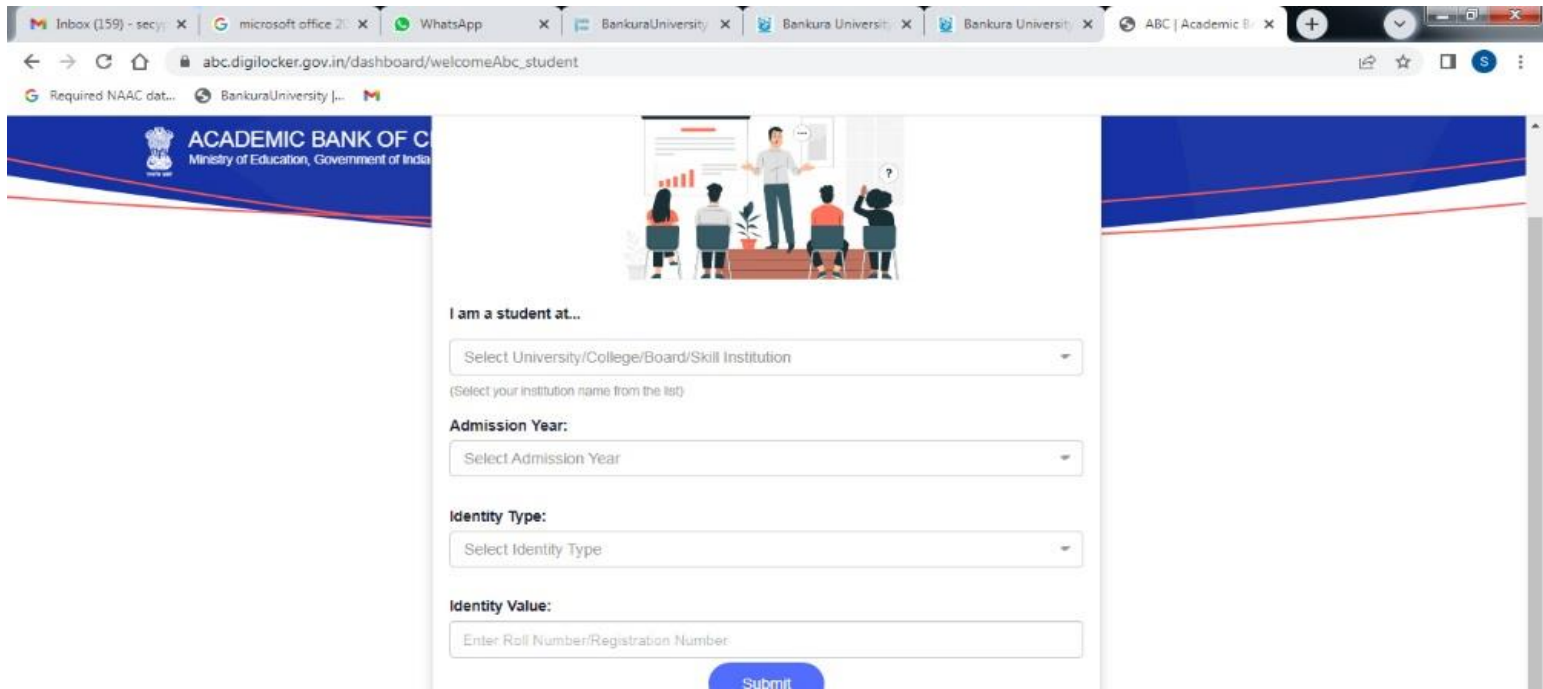 Inbox (159) - secy
microsoft office 2
WhatsApp
BankuraUniversity
Bankura Universit
Bankura Universit
ABC | Academic B
abc.digilocker.gov.in/dashboard/welcomeAbc_student
S
Required NAAC dat...
BankuraUniversity |...
ACADEMIC BANK OF C
Ministry of Education, Government of India
?
I am a student at...
Select University/College/Board/Skill Institution
(Select your institution name from the list)
Admission Year:
Select Admission Year
Identity Type:
Select Identity Type
Identity Value:
Enter Roll Number/Registration Number
Submit